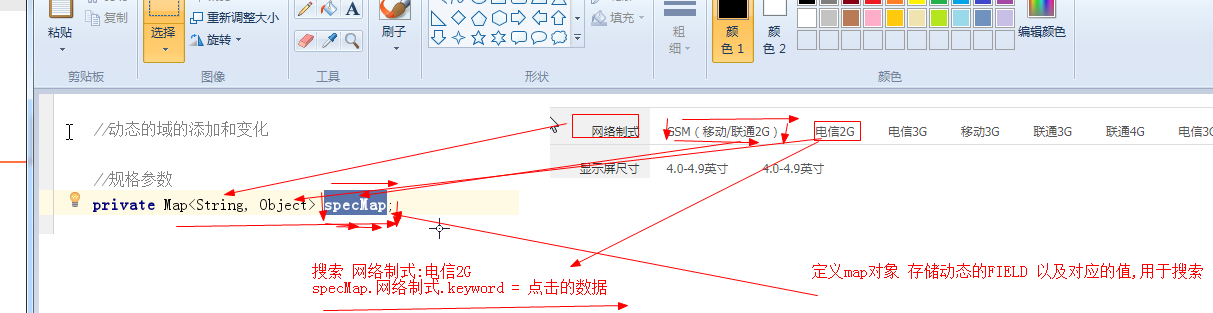 粘贴 复制 选择 重新调整大小 旋转 刷子 填充 粗细 颜色 1 颜色 2 编辑颜色
剪贴板 图像 工具 形状 颜色
//动态的域的添加和变化
网络制式 GSM（移动/联通2G） 电信2G 电信3G 移动3G 联通3G 联通4G 电信3G
显示屏尺寸 4.0-4.9英寸 4.0-4.9英寸
//规格参数
private Map<String, Object> specMap;
搜索 网络制式:电信2G
specMap.网络制式.keyword = 点击的数据
定义map对象 存储动态的FIELD 以及对应的值,用于搜索